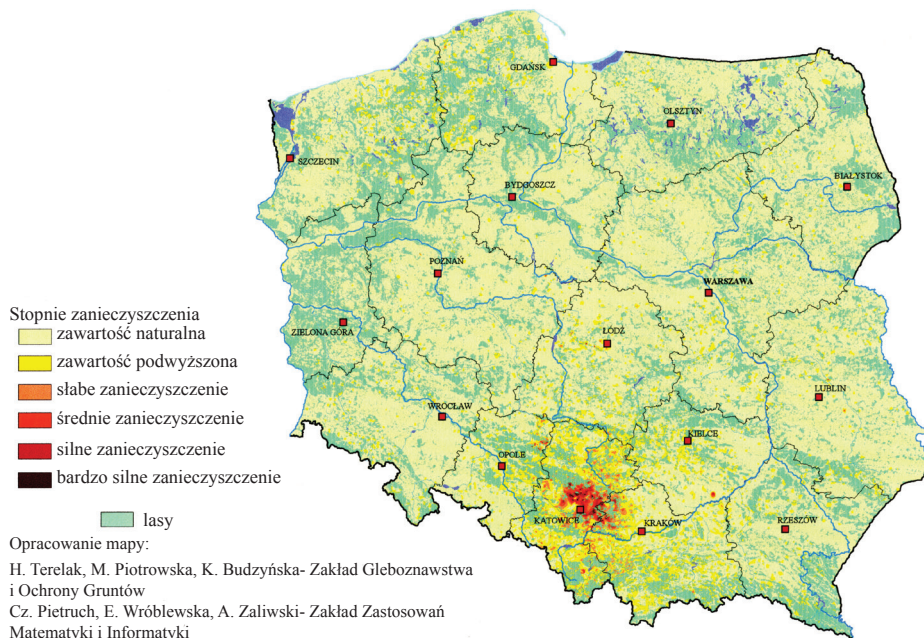 GDAŃSK
OLSZTYN
SZCZECIN
BIAŁYSTOK
BYDGOSZCZ
POZNAŃ
WARSZAWA
Stopnie zanieczyszczenia
zawartość naturalna
ZIELONA GÓRA
ŁÓDŹ
zawartość podwyższona
słabe zanieczyszczenie
LUBLIN
WROCŁAW
średnie zanieczyszczenie
KIELCE
silne zanieczyszczenie
OPOLE
bardzo silne zanieczyszczenie
lasy
KATOWICE
KRAKÓW
RZESZÓW
Opracowanie mapy:
H. Terelak, M. Piotrowska, K. Budzyńska- Zakład Gleboznawstwa
i Ochrony Gruntów
Cz. Pietruch, E. Wróblewska, A. Zaliwski- Zakład Zastosowań
Matematyki i Informatyki